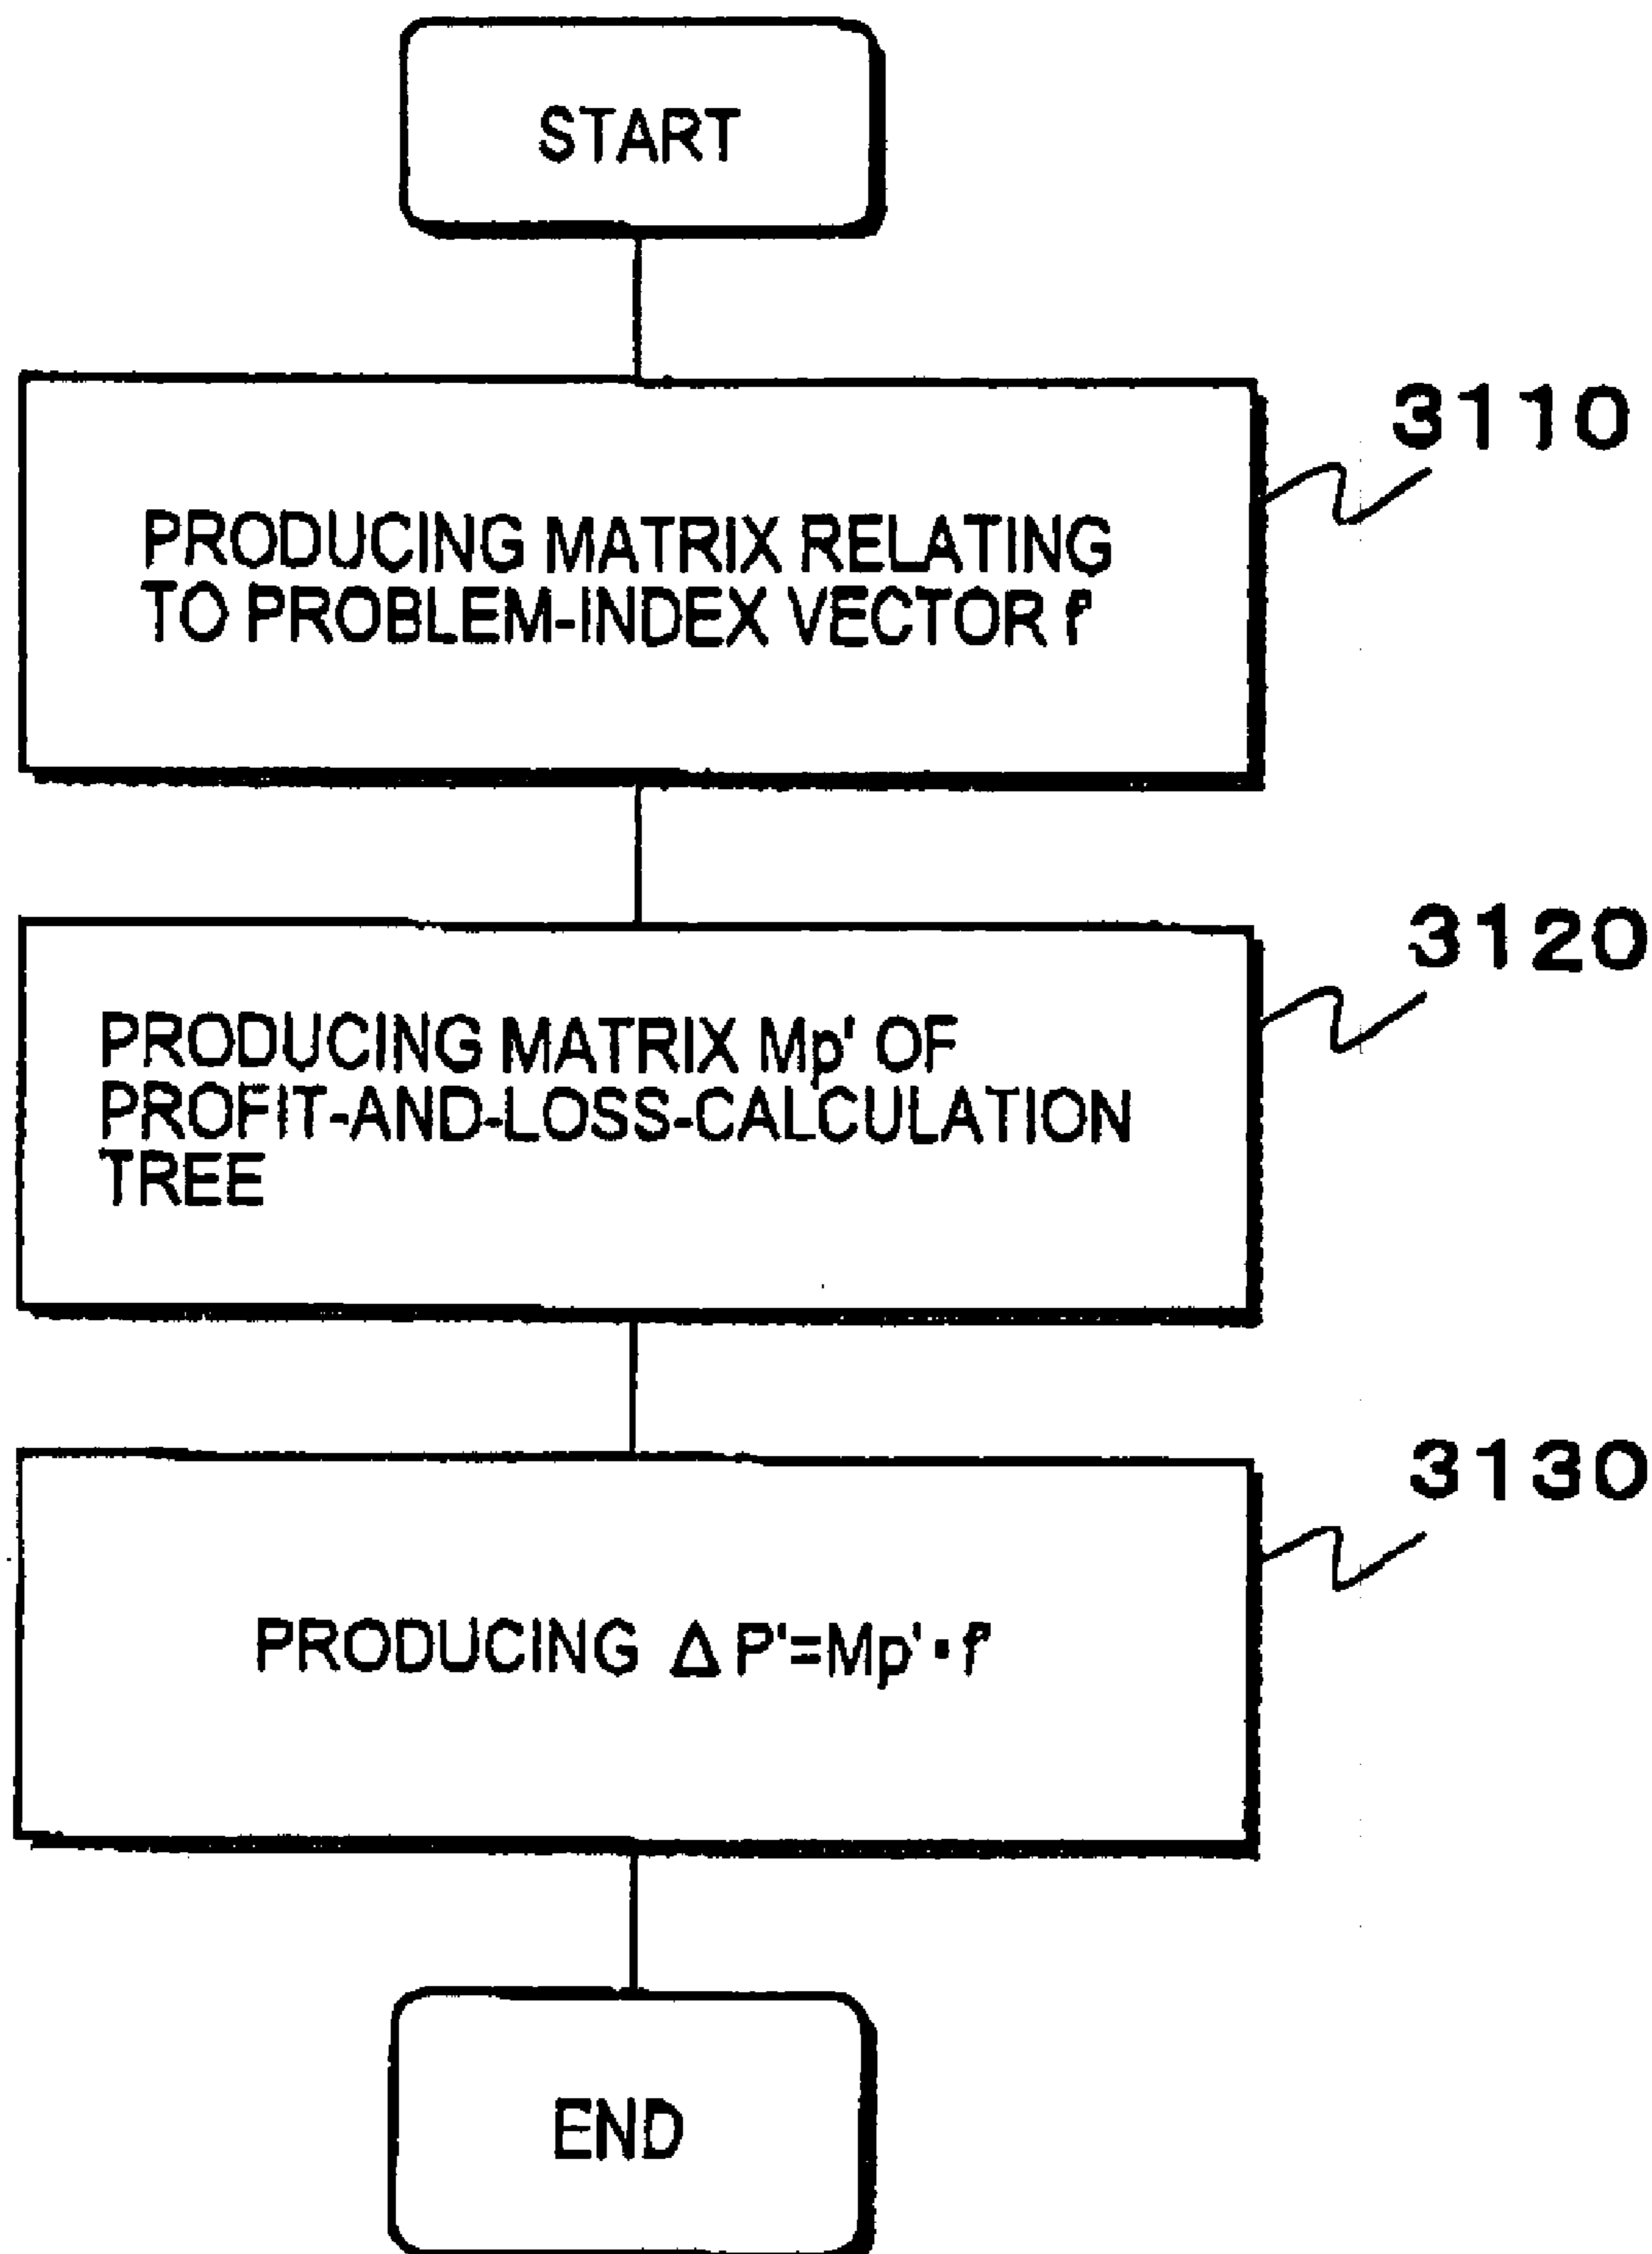 START
3110
PRODUCING MATRIX RELATING
TO PROBLEM-INDEX VECTOR f'
3120
PRODUCING MATRIX Mp' OF
PROFIT-AND-LOSS-CALCULATION
TREE
3130
PRODUCING Δ P'=Mp'·f'
END